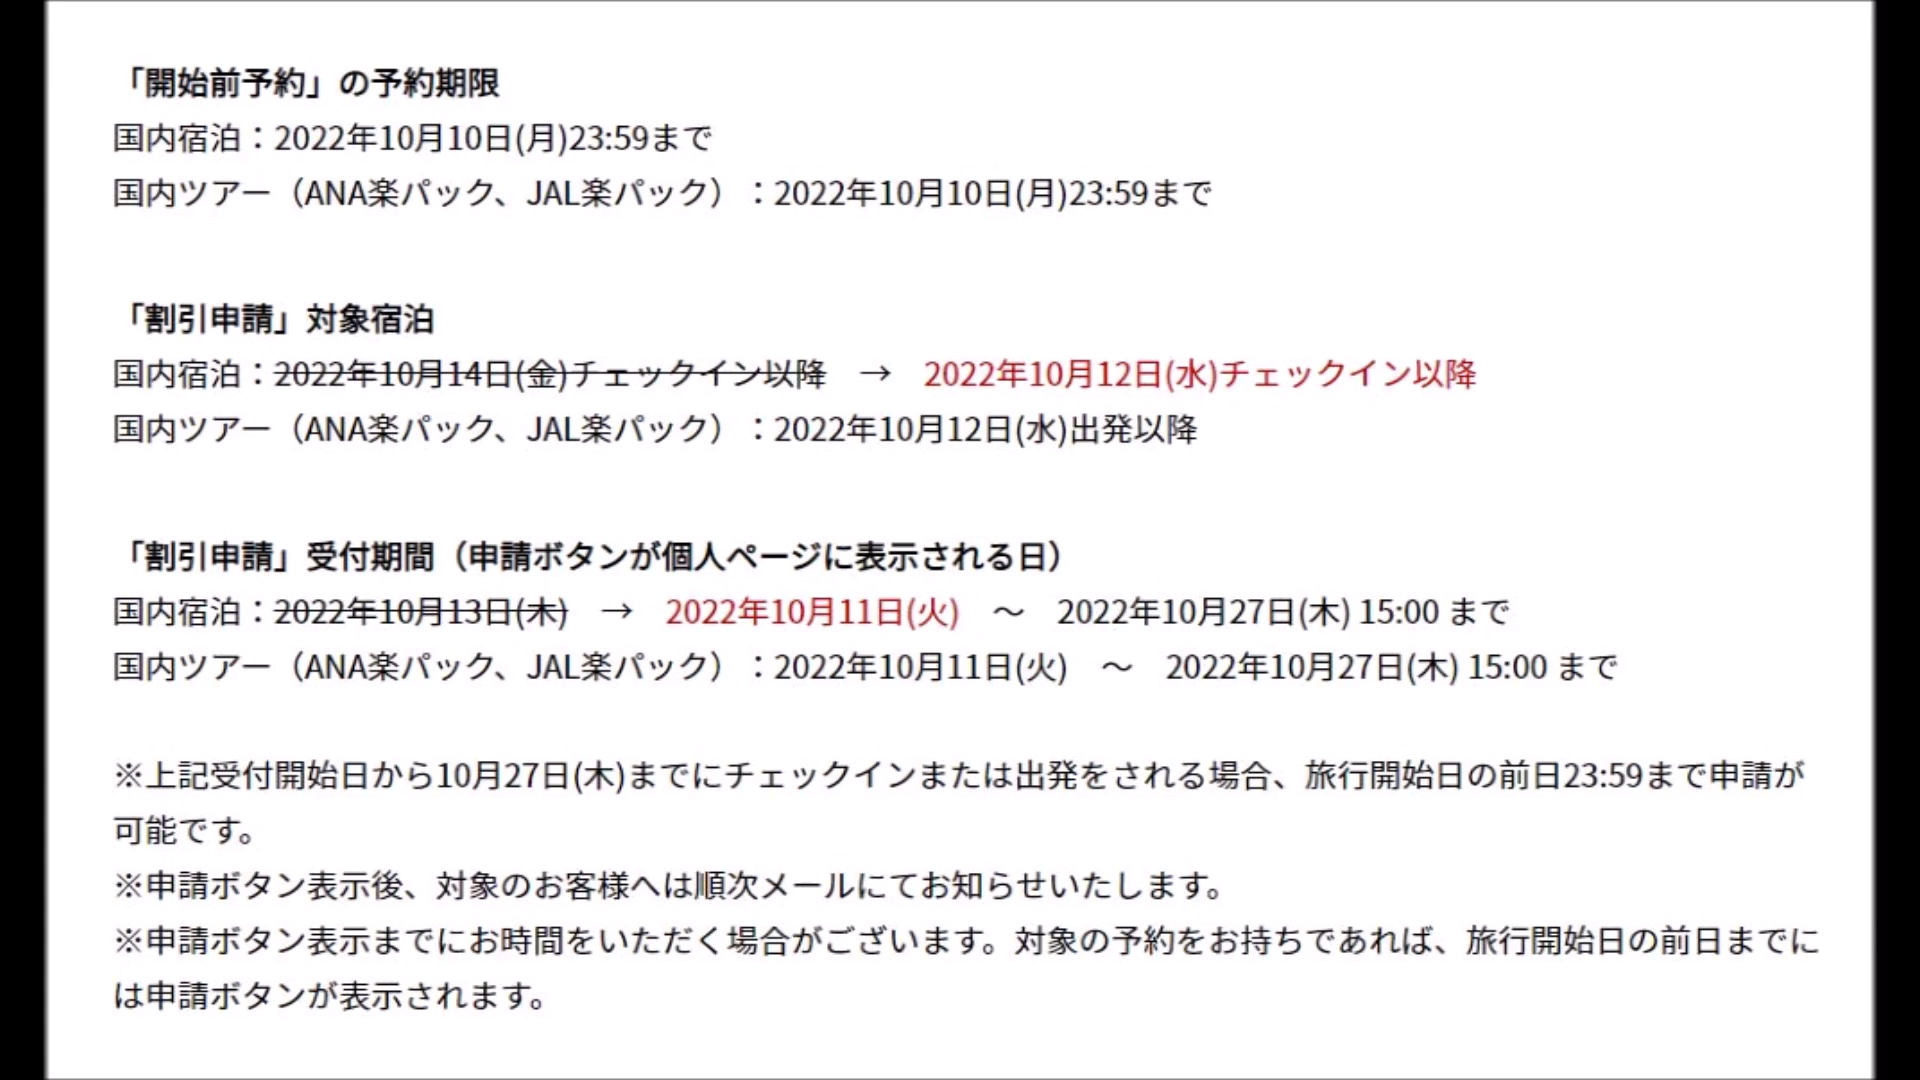 「開始前予約」の予約期限
国内宿泊：2022年10月10日(月)23:59まで
国内ツアー（ANA楽パック、JAL楽パック）：2022年10月10日(月)23:59まで
「割引申請」対象宿泊
国内宿泊：2022年10月14日(金)チェックイン以降　→　2022年10月12日(水)チェックイン以降
国内ツアー（ANA楽パック、JAL楽パック）：2022年10月12日(水)出発以降
「割引申請」受付期間（申請ボタンが個人ページに表示される日）
国内宿泊：2022年10月13日(木)　→　2022年10月11日(火)　～　2022年10月27日(木) 15:00 まで
国内ツアー（ANA楽パック、JAL楽パック）：2022年10月11日(火)　～　2022年10月27日(木) 15:00 まで
※上記受付開始日から10月27日(木)までにチェックインまたは出発をされる場合、旅行開始日の前日23:59まで申請が
可能です。
※申請ボタン表示後、対象のお客様へは順次メールにてお知らせいたします。
※申請ボタン表示までにお時間をいただく場合がございます。対象の予約をお持ちであれば、旅行開始日の前日までに
は申請ボタンが表示されます。